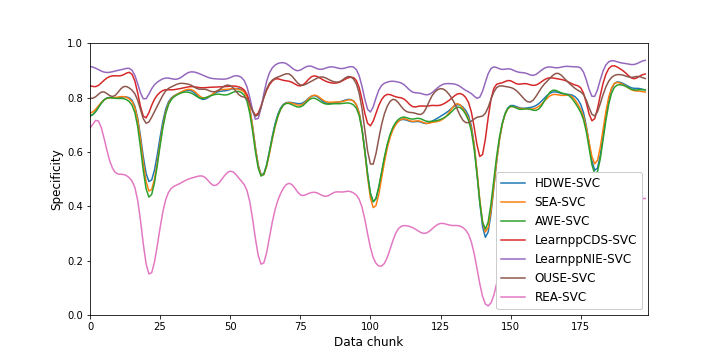 1.0
0.8
0.6
0.4
0.2
0.0
Specificity
0 25 50 75 100 125 150 175
Data chunk
HDWE-SVC
SEA-SVC
AWE-SVC
LearnppCDS-SVC
LearnppNIE-SVC
OUSE-SVC
REA-SVC